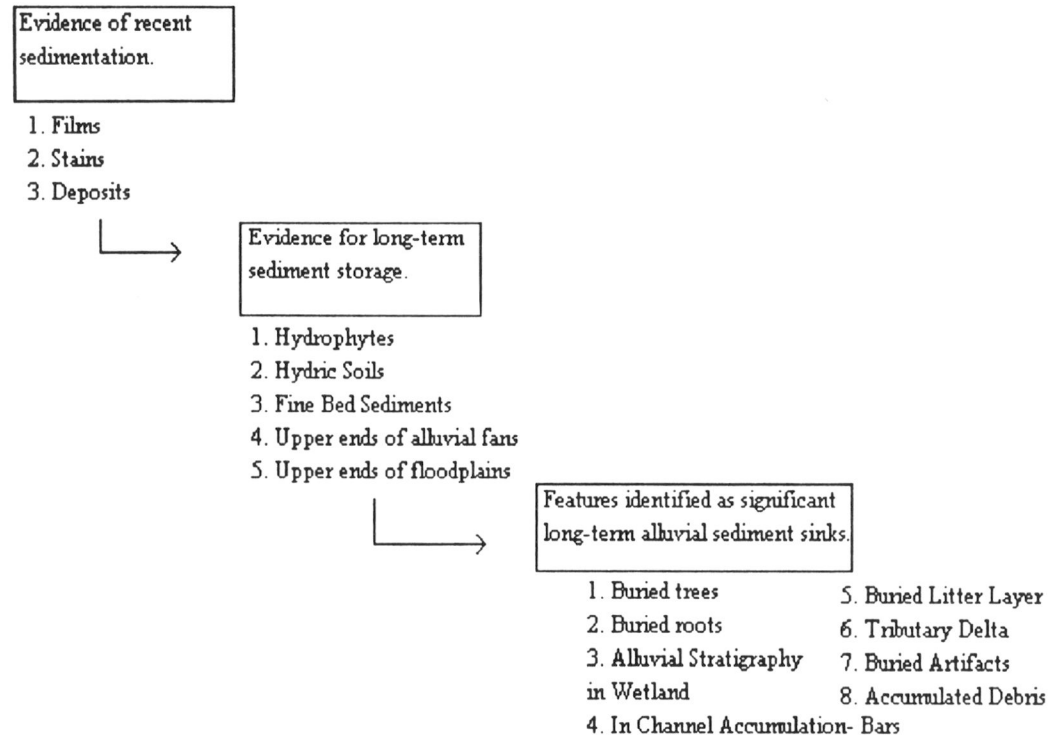 Evidence of recent
sedimentation.
1. Films
2. Stains
3. Deposits
Evidence for long-term
sediment storage.
1. Hydrophytes
2. Hydric Soils
3. Fine Bed Sediments
4. Upper ends of alluvial fans
5. Upper ends of floodplains
Features identified as significant
long-term alluvial sediment sinks.
1. Buried trees
2. Buried roots
3. Alluvial Stratigraphy
in Wetland
4. In Channel Accumulation- Bars
5. Buried Litter Layer
6. Tributary Delta
7. Buried Artifacts
8. Accumulated Debris